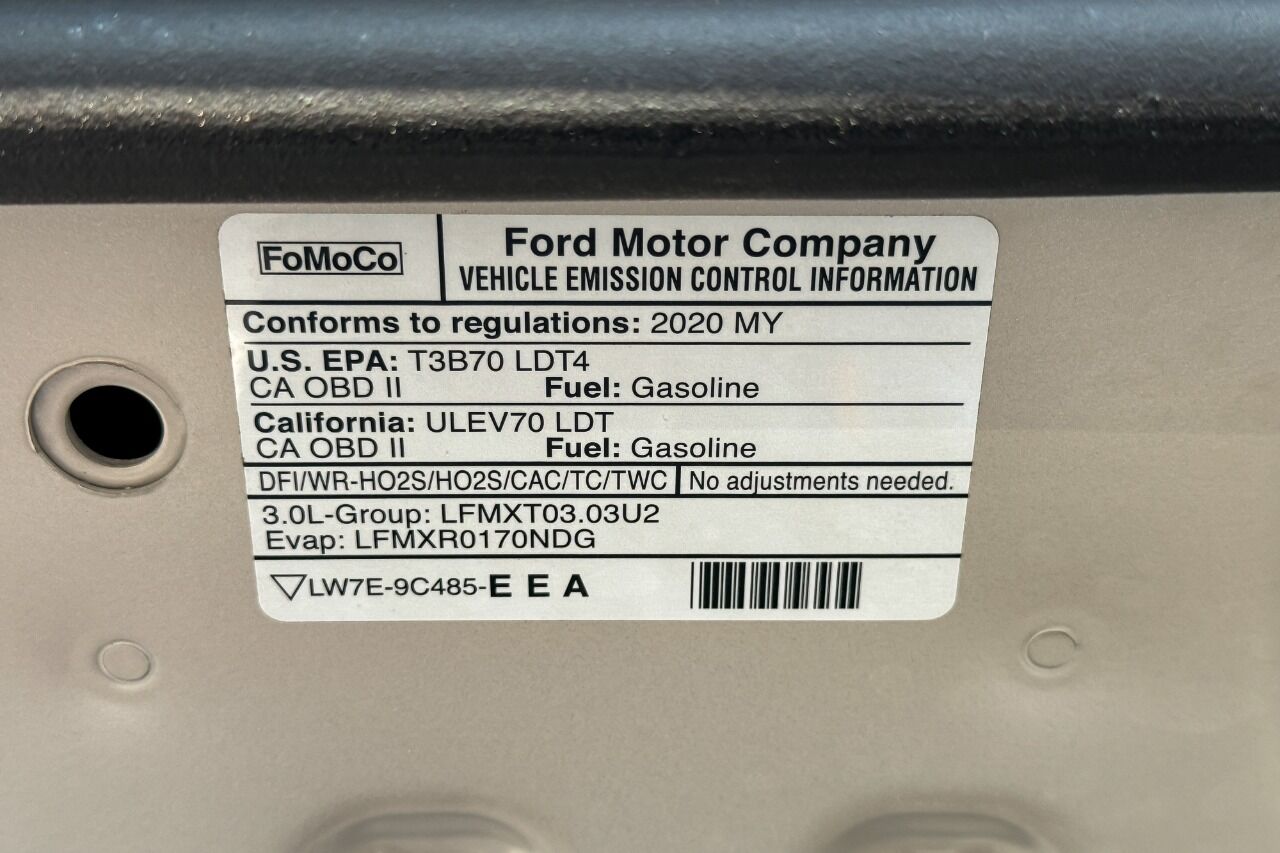 FoMoCo
Ford Motor Company
VEHICLE EMISSION CONTROL INFORMATION
Conforms to regulations: 2020 MY
U.S. EPA: T3B70 LDT4
CA OBD II Fuel: Gasoline
California: ULEV70 LDT
CA OBD II Fuel: Gasoline
DFI/WR-HO2S/HO2S/CAC/TC/TWC No adjustments needed.
3.0L-Group: LFMXT03.03U2
Evap: LFMXR0170NDG
LW7E-9C485-E E A